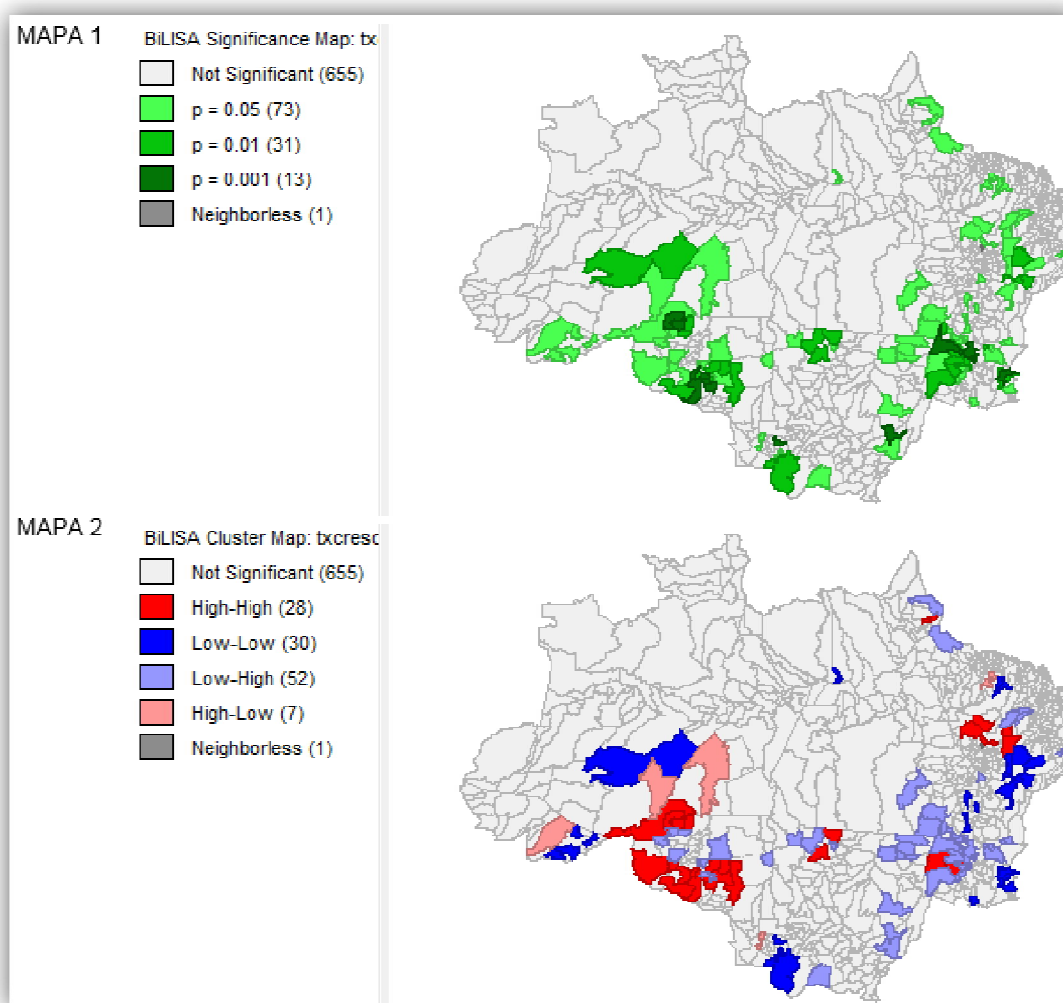 MAPA 1
BiLISA Significance Map: tx
Not Significant (655)
p = 0.05 (73)
p = 0.01 (31)
p = 0.001 (13)
Neighborless (1)
MAPA 2
BiLISA Cluster Map: txcresc
Not Significant (655)
High-High (28)
Low-Low (30)
Low-High (52)
High-Low (7)
Neighborless (1)